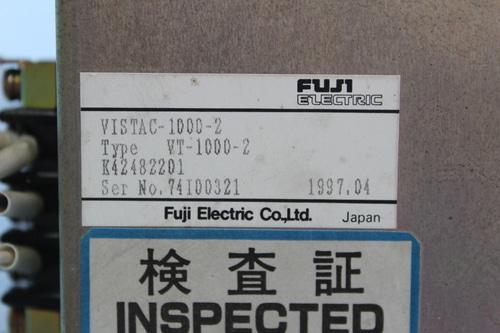 FUJI
ELECTRIC
VISTAC-1000-2
Type VT-1000-2
K42482201
Ser No. 74I00321 1997.04
Fuji Electric Co.,Ltd. Japan
検査証
INSPECTED